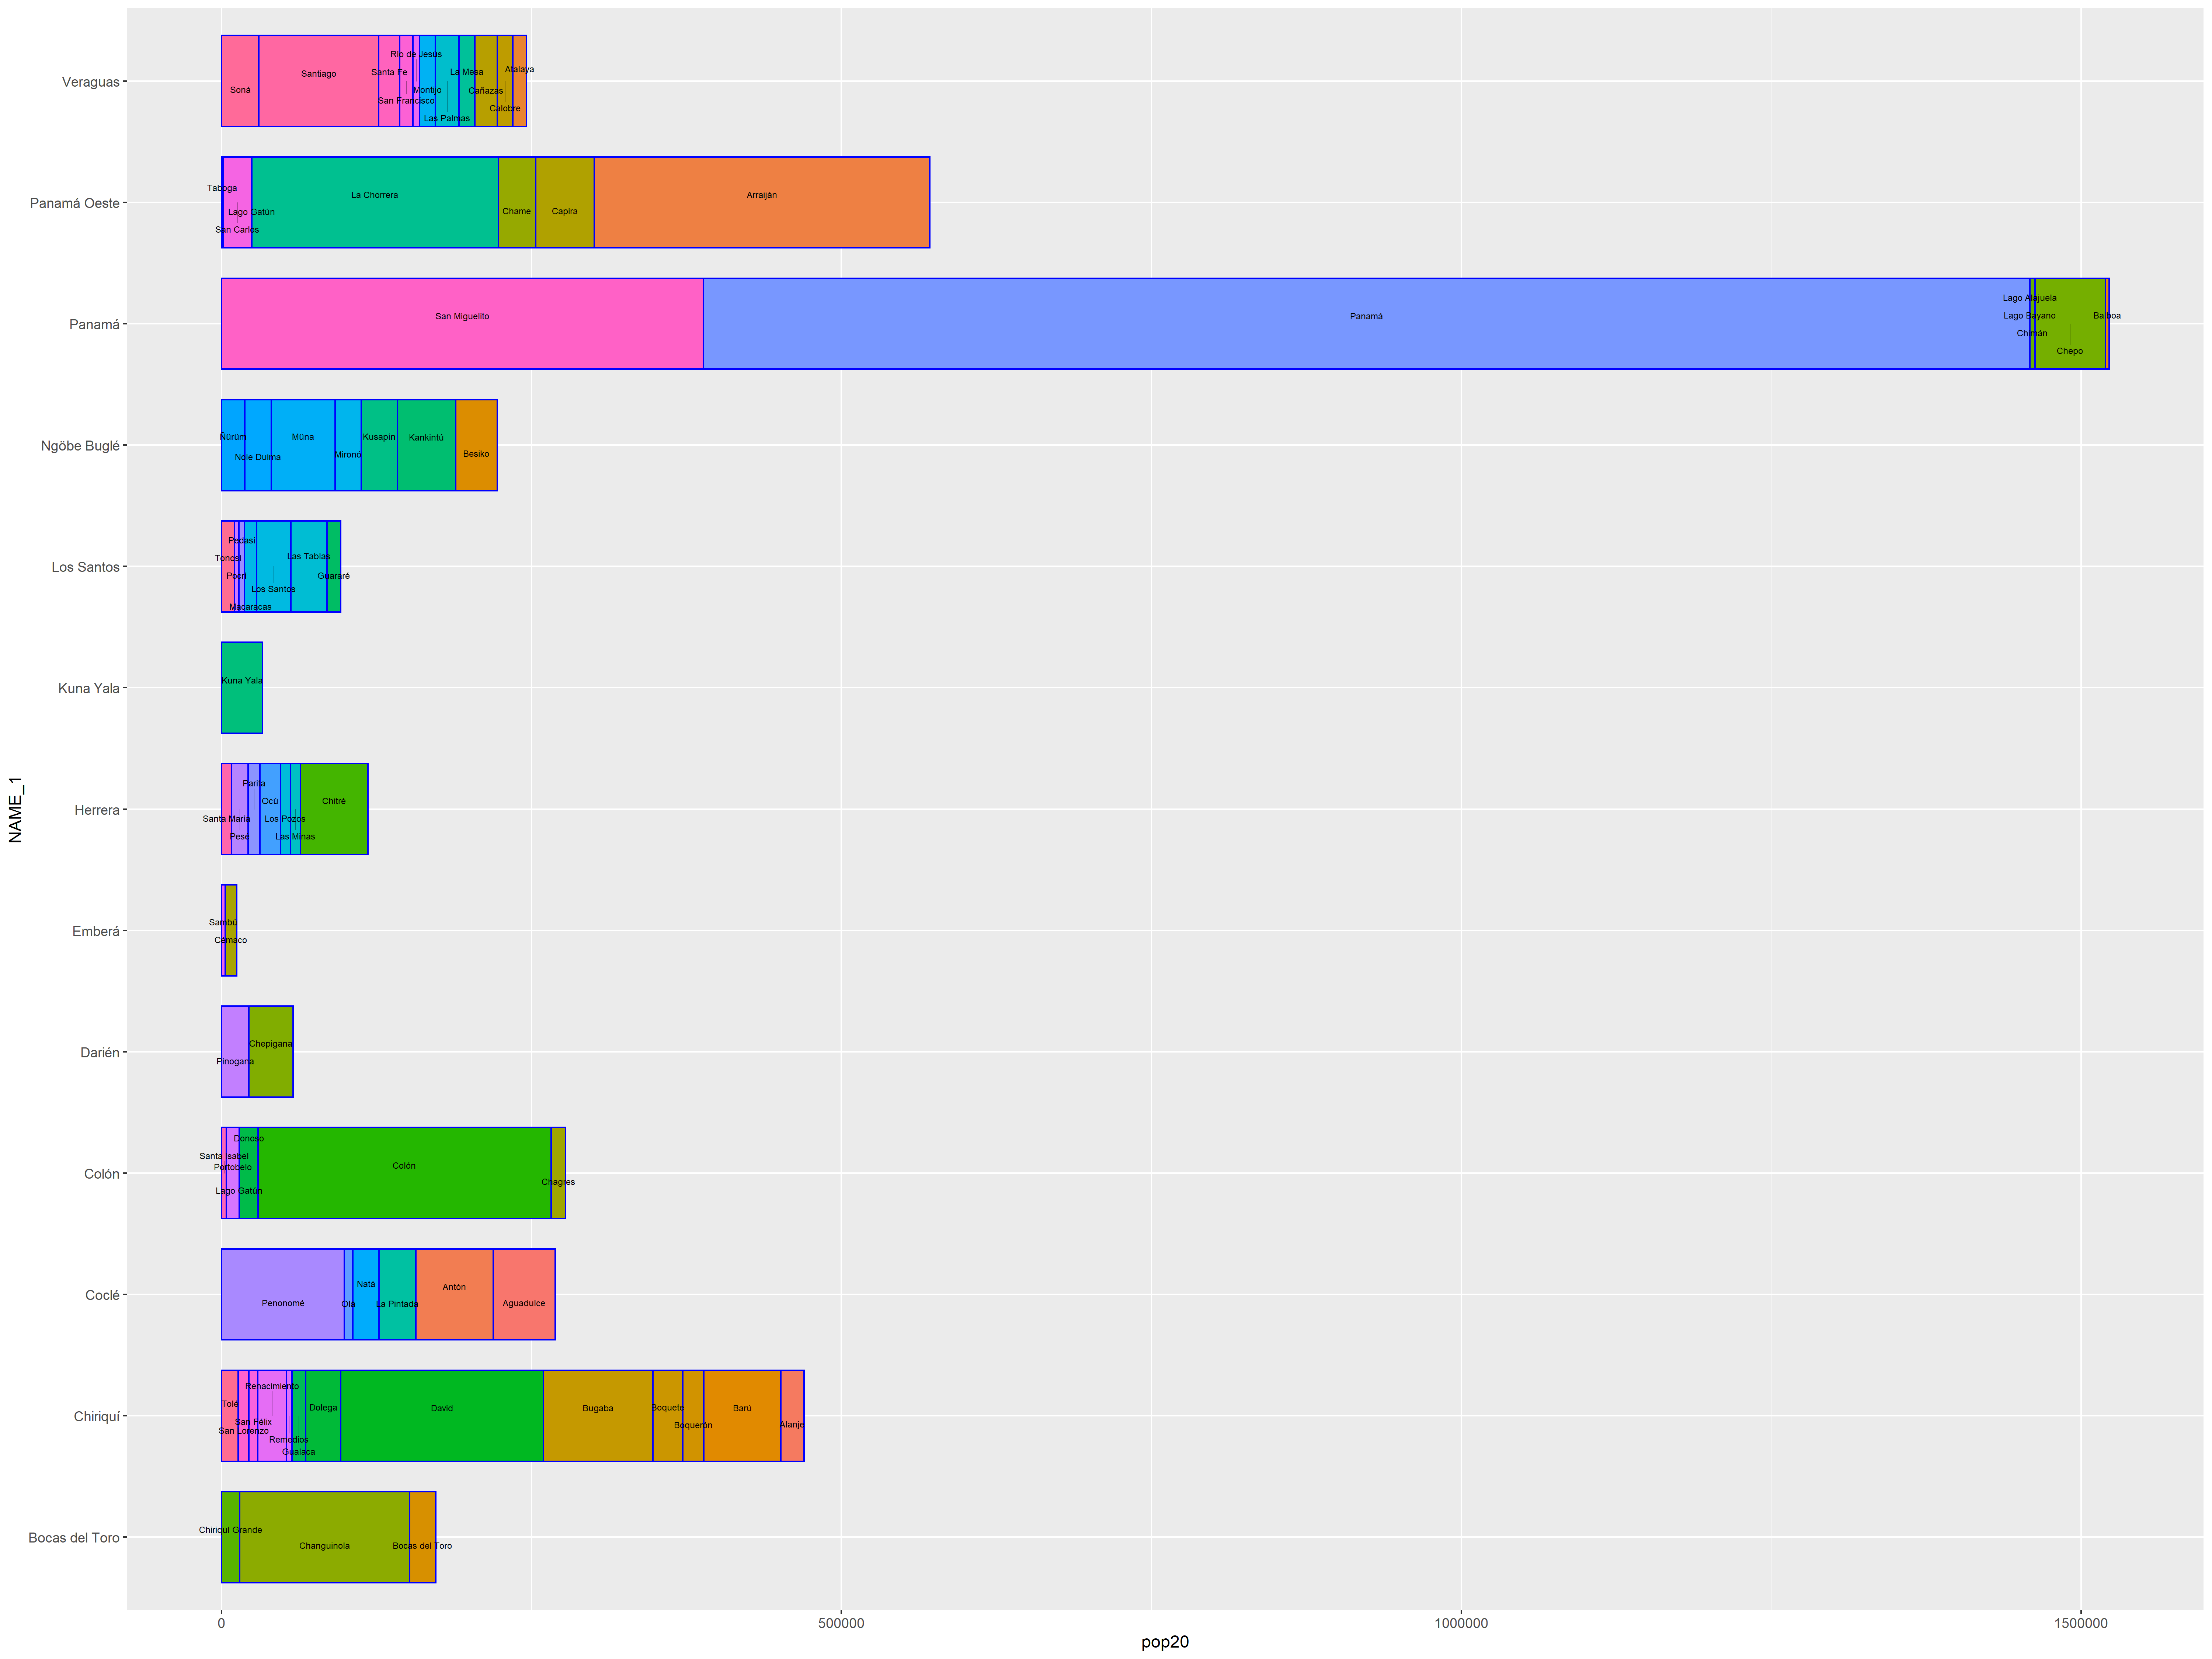 Veraguas
Soná
Santiago
Santa Fe
San Francisco
Río de Jesús
Montijo
Las Palmas
La Mesa
Cañazas
Calobre
Atalaya
Panamá Oeste
Taboga
San Carlos
Lago Gatún
La Chorrera
Chame
Capira
Arraiján
Panamá
San Miguelito
Panamá
Lago Alajuela
Lago Bayano
Chimán
Chepo
Balboa
Ngöbe Buglé
Ñürüm
Nole Duima
Müna
Mironó
Kusapín
Kankintú
Besiko
Los Santos
Tonosí
Pocrí
Pedasí
Macaracas
Los Santos
Las Tablas
Guararé
Kuna Yala
Kuna Yala
Herrera
Santa María
Pesé
Parita
Ocú
Los Pozos
Las Minas
Chitré
Emberá
Sambú
Cémaco
Darién
Pinogana
Chepigana
Colón
Santa Isabel
Portobelo
Lago Gatún
Donoso
Colón
Chagres
Coclé
Penonomé
Olá
Natá
La Pintada
Antón
Aguadulce
Chiriquí
Tolé
San Lorenzo
San Félix
Renacimiento
Remedios
Gualaca
Dolega
David
Bugaba
Boquete
Boquerón
Barú
Alanje
Bocas del Toro
Chiriquí Grande
Changuinola
Bocas del Toro
NAME_1
0
500000
1000000
1500000
pop20